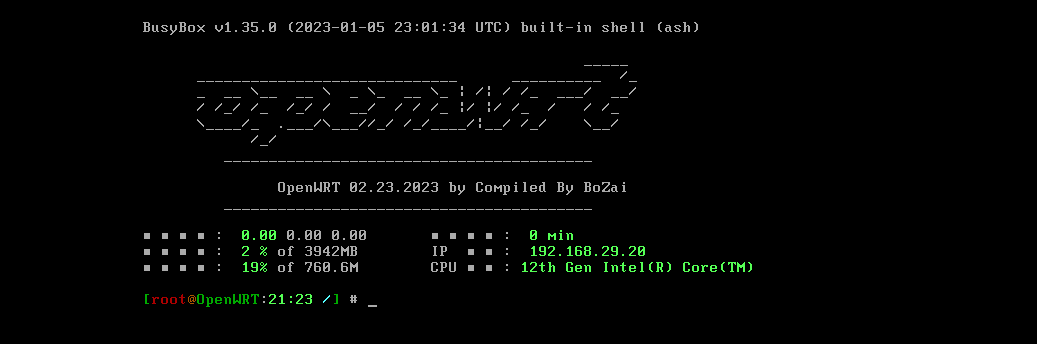 BusyBox v1.35.0 (2023-01-05 23:01:34 UTC) built-in shell (ash)
OpenWRT
OpenWRT 02.23.2023 by Compiled By BoZai
■ ■ ■ ■ : 0.00 0.00 0.00 ■ ■ ■ ■ : 0 min
■ ■ ■ ■ : 2 % of 3942MB IP ■ ■ : 192.168.29.20
■ ■ ■ ■ : 19% of 760.6M CPU ■ ■ : 12th Gen Intel(R) Core(TM)
[root@OpenWRT:21:23 /] # _